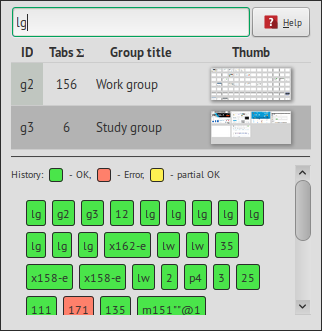 lg
Help
ID Tabs Σ Group title Thumb
g2 156 Work group
g3 6 Study group
History: - OK, - Error, - partial OK
lg g2 g3 12 lg lg lg lg lg
lg lg lg x162-e lw lw 35
x158-e x158-e lw 2 p4 3 25
111 171 135 m151""@1